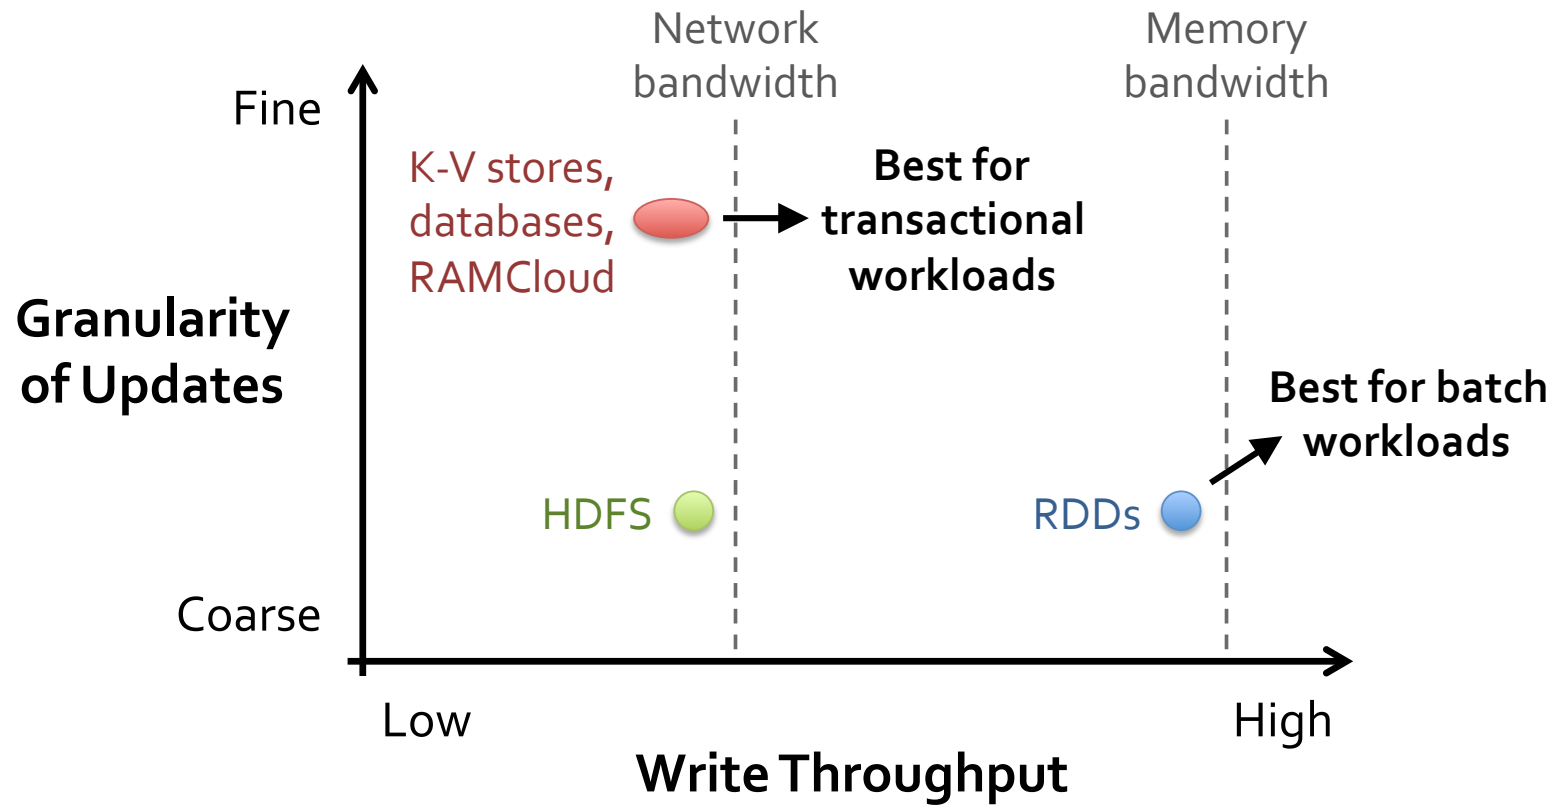 Network
bandwidth
Memory
bandwidth
Fine
K-V stores,
databases,
RAMCloud
Best for
transactional
workloads
Granularity
of Updates
Best for batch
workloads
HDFS
RDDs
Coarse
Low
High
Write Throughput